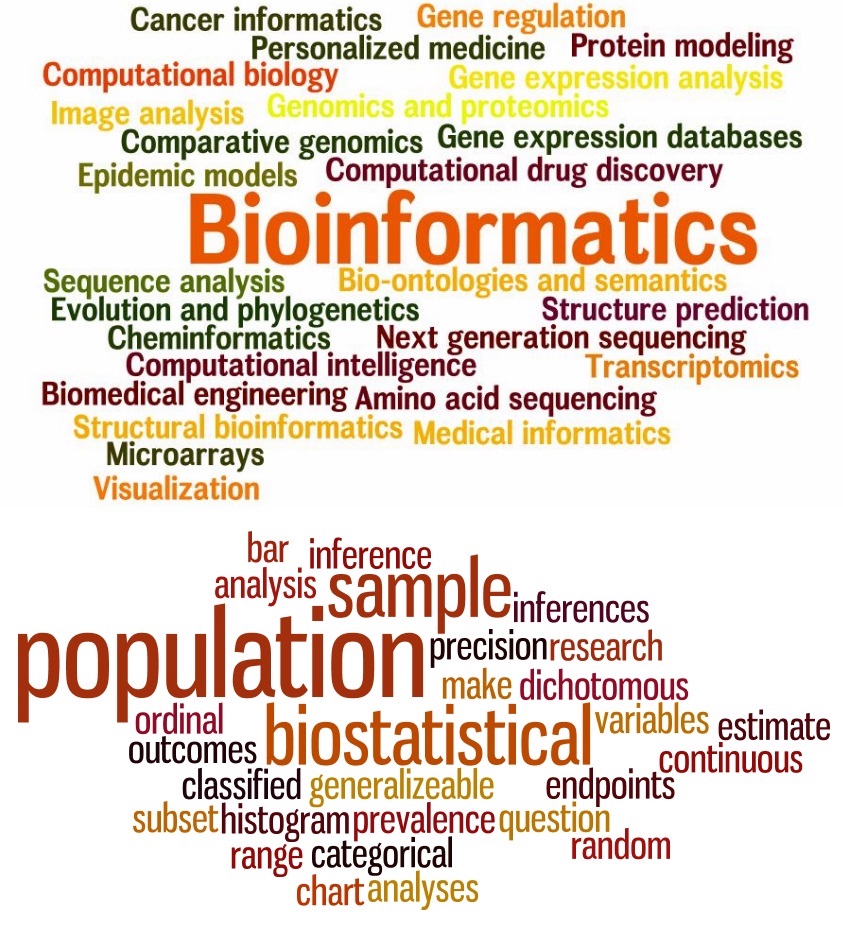 Cancer informatics Gene regulation
Personalized medicine Protein modeling
Computational biology Gene expression analysis
Image analysis Genomics and proteomics
Comparative genomics Gene expression databases
Epidemic models Computational drug discovery
Bioinformatics
Sequence analysis Bio-ontologies and semantics
Evolution and phylogenetics Structure prediction
Cheminformatics Next generation sequencing
Computational intelligence Transcriptomics
Biomedical engineering Amino acid sequencing
Structural bioinformatics Medical informatics
Microarrays
Visualization
bar inference
analysis sample inferences
population precision research
make dichotomous
ordinal biostatistical variables estimate
outcomes continuous
classified generalizeable endpoints
subset histogram prevalence question
range categorical random
chart analyses